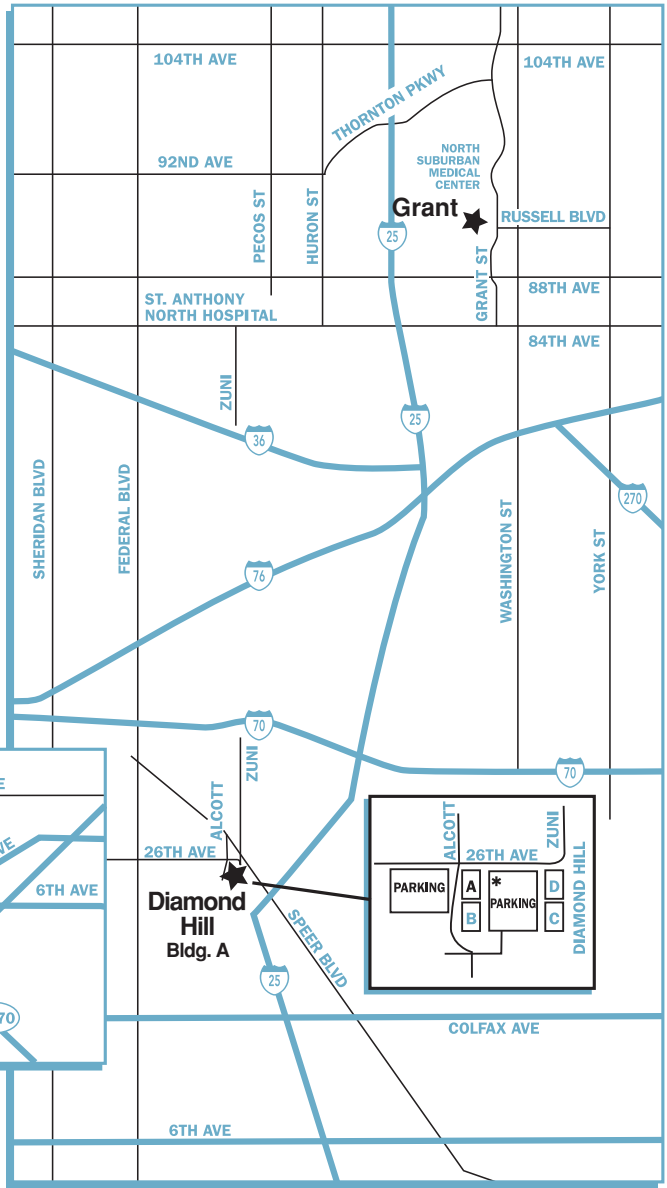 104TH AVE
104TH AVE
THORNTON PKWY
NORTH
SUBURBAN
MEDICAL
CENTER
92ND AVE
PECOS ST
HURON ST
Grant
RUSSELL BLVD
25
GRANT ST
88TH AVE
ST. ANTHONY
NORTH HOSPITAL
84TH AVE
ZUNI
25
36
SHERIDAN BLVD
FEDERAL BLVD
270
WASHINGTON ST
YORK ST
76
70
ZUNI
70
E
ALCOTT
VE
26TH AVE
6TH AVE
Diamond
Hill
Bldg. A
SPEER BLVD
ALCOTT
ZUNI
26TH AVE
PARKING
A
*
PARKING
D
B
C
DIAMOND HILL
25
70
COLFAX AVE
6TH AVE